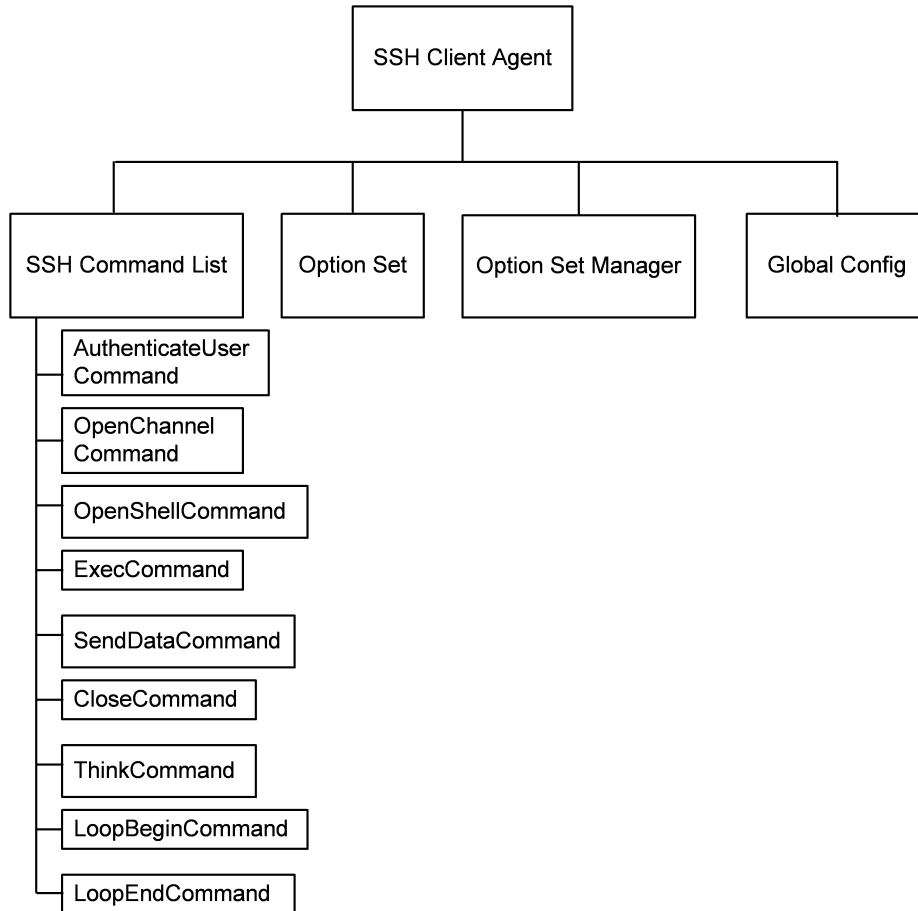 SSH Client Agent
SSH Command List
Option Set
Option Set Manager
Global Config
AuthenticateUser
Command
OpenChannel
Command
OpenShellCommand
ExecCommand
SendDataCommand
CloseCommand
ThinkCommand
LoopBeginCommand
LoopEndCommand